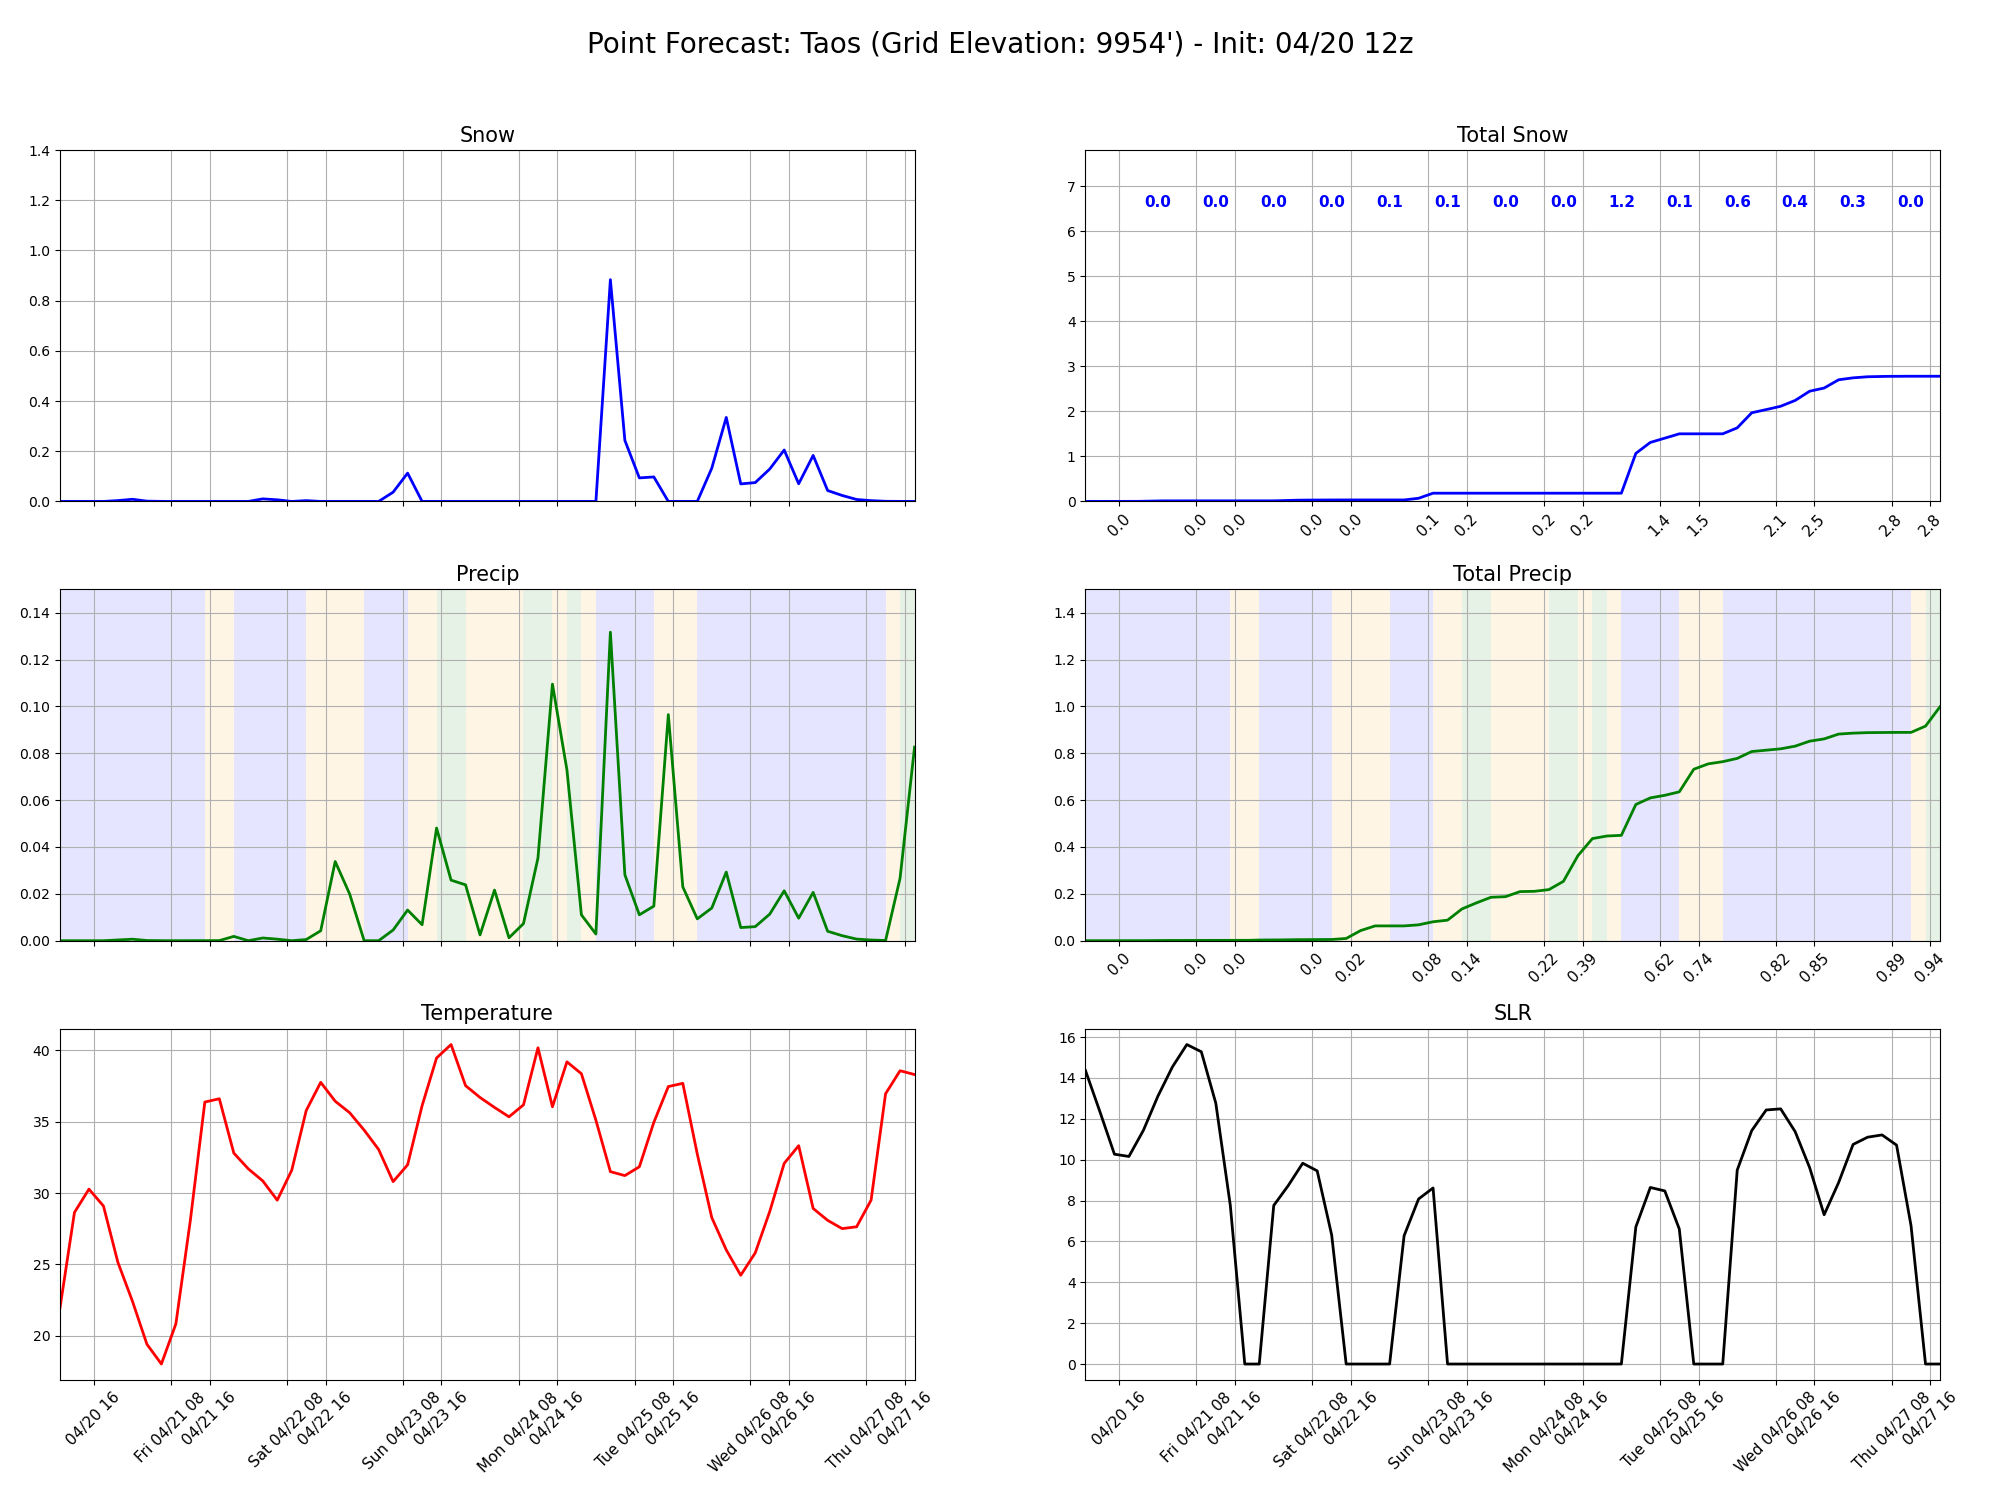 Point Forecast: Taos (Grid Elevation: 9954') - Init: 04/20 12z
Snow
1.4
1.2
1.0
0.8
0.6
0.4
0.2
0.0
Total Snow
7
6
5
4
3
2
1
0
0.0 0.0 0.0 0.0 0.1 0.1 0.0 0.0 1.2 0.1 0.6 0.4 0.3 0.0
0.0 0.0 0.0 0.0 0.0 0.1 0.2 0.2 0.2 1.4 1.5 2.1 2.5 2.8 2.8
Precip
0.14
0.12
0.10
0.08
0.06
0.04
0.02
0.00
Total Precip
1.4
1.2
1.0
0.8
0.6
0.4
0.2
0.0
0.0 0.0 0.0 0.0 0.02 0.08 0.14 0.22 0.39 0.62 0.74 0.82 0.85 0.89 0.94
Temperature
40
35
30
25
20
04/20 16
Fri 04/21 08
04/21 16
Sat 04/22 08
04/22 16
Sun 04/23 08
04/23 16
Mon 04/24 08
04/24 16
Tue 04/25 08
04/25 16
Wed 04/26 08
04/26 16
Thu 04/27 08
04/27 16
SLR
16
14
12
10
8
6
4
2
0
04/20 16
Fri 04/21 08
04/21 16
Sat 04/22 08
04/22 16
Sun 04/23 08
04/23 16
Mon 04/24 08
04/24 16
Tue 04/25 08
04/25 16
Wed 04/26 08
04/26 16
Thu 04/27 08
04/27 16